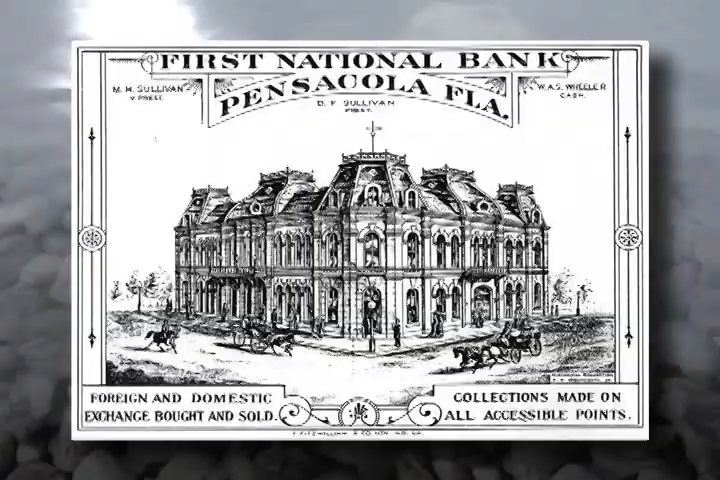 FIRST NATIONAL BANK
PENSACOLA FLA.
M. H. SULLIVAN
V. PREST.
D. F. SULLIVAN
PREST.
W. A. S. WHEELER
CASH.
FOREIGN AND DOMESTIC
EXCHANGE BOUGHT AND SOLD.
COLLECTIONS MADE ON
ALL ACCESSIBLE POINTS.